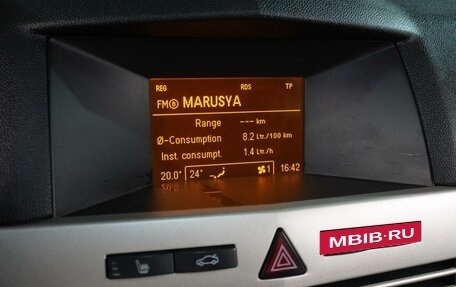 REG RDS TP
FM MARUSYA
Range --- km
Ø-Consumption 8.2 Ltr./100 km
Inst. consumpt. 1.4 Ltr./h
20.0° 24° 1 16:42
MBIB.RU